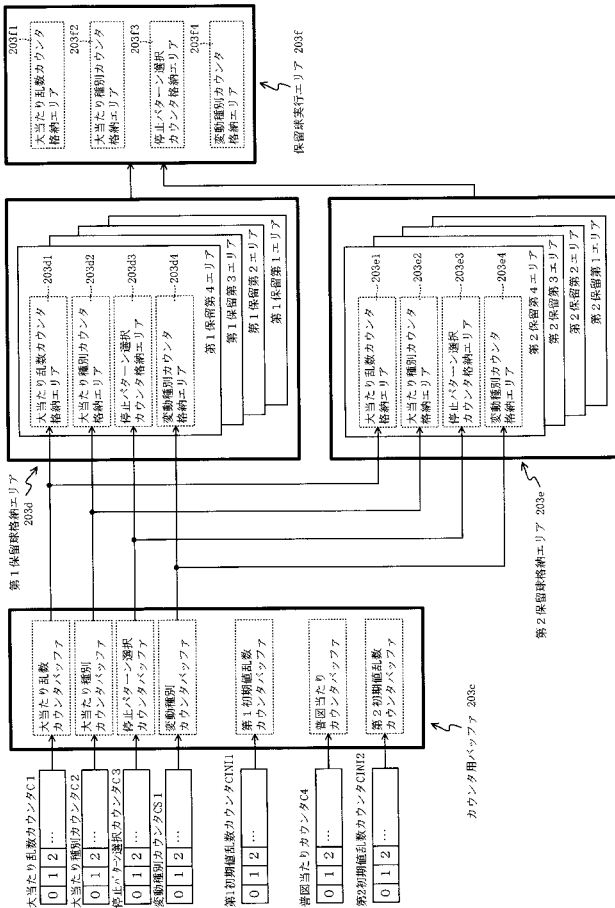 大当たり乱数カウンタC1
0 1 2 …
大当たり種別カウンタC2
0 1 2 …
停止パターン選択カウンタC3
0 1 2 …
変動種別カウンタCS1
0 1 2 …
第1初期値乱数カウンタCINI1
0 1 2 …
普図当たりカウンタC4
0 1 2 …
第2初期値乱数カウンタCINI2
0 1 2 …
大当たり乱数
カウンタバッファ
大当たり種別
カウンタバッファ
停止パターン選択
カウンタバッファ
変動種別
カウンタバッファ
第1初期値乱数
カウンタバッファ
普図当たり
カウンタバッファ
第2初期値乱数
カウンタバッファ
カウンタ用バッファ 203c
第1保留球格納エリア
203d
大当たり乱数カウンタ
格納エリア
203d1
大当たり種別カウンタ
格納エリア
203d2
停止パターン選択
カウンタ格納エリア
203d3
変動種別カウンタ
格納エリア
203d4
第1保留第4エリア
第1保留第3エリア
第1保留第2エリア
第1保留第1エリア
第2保留球格納エリア 203e
大当たり乱数カウンタ
格納エリア
203e1
大当たり種別カウンタ
格納エリア
203e2
停止パターン選択
カウンタ格納エリア
203e3
変動種別カウンタ
格納エリア
203e4
第2保留第4エリア
第2保留第3エリア
第2保留第2エリア
第2保留第1エリア
203f1
大当たり乱数カウンタ
格納エリア
203f2
大当たり種別カウンタ
格納エリア
203f3
停止パターン選択
カウンタ格納エリア
203f4
変動種別カウンタ
格納エリア
保留球実行エリア 203f